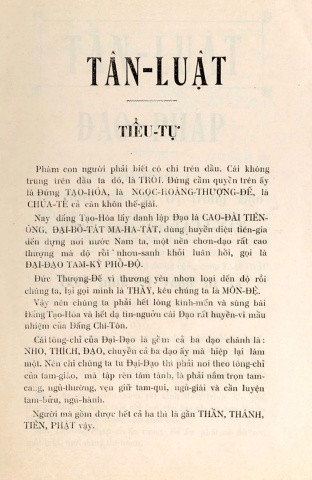 TÂN-LUẬT
TIỂU-TỰ
Phàm con người phải biết có chi trên đầu. Cái không
trung trên đầu ta đó, là TRỜI. Đứng cầm quyền trên ấy
là Đứng TẠO-HÓA, là NGỌC-HOÀNG-THƯỢNG-ĐẾ, là
CHÚA-TỂ cả càn khôn-thế-giái.
Nay đấng Tạo-Hóa lấy danh lập Đạo là CAO-ĐÀI TIÊN-
ÔNG, ĐẠI-BỒ-TÁT MA-HA-TÁT, dùng huyền diệu tiên-gia
đến dựng nơi nước Nam ta, một nền chơn-đạo rất cao
thượng mà độ rỗi nhơn-sanh khỏi luân hồi, gọi là
ĐẠI-ĐẠO TAM-KỲ PHỔ-ĐỘ.
Đức Thượng-Đế vì thương yêu nhơn loại đến độ rỗi
chúng ta, lại gọi mình là THẦY, kêu chúng ta là MÔN-ĐỆ.
Vậy nên chúng ta phải hết lòng kính-mến và sùng bái
Đấng Tạo-Hóa và hết dạ tin-ngưỡn cái Đạo rất huyền-vi mầu
nhiệm của Đấng Chí-Tôn.
Cái tông-chỉ của Đại-Đạo là gồm cả ba đạo chánh là:
NHO, THÍCH, ĐẠO, chuyển cả ba đạo ấy mà hiệp lại làm
một. Nên chi chúng ta tu Đại-Đạo thì phải noi theo tông-chỉ
của tam-giáo, mà tập rèn tâm tánh, là phải nắm trọn tam-
cang, ngũ-thường, vẹn giữ tam-qui, ngũ-giái và cần luyện
tam-bửu, ngũ-hành.
Người mà gồm được hết cả ba thì là gần THẦN, THÁNH,
TIÊN, PHẬT vậy.